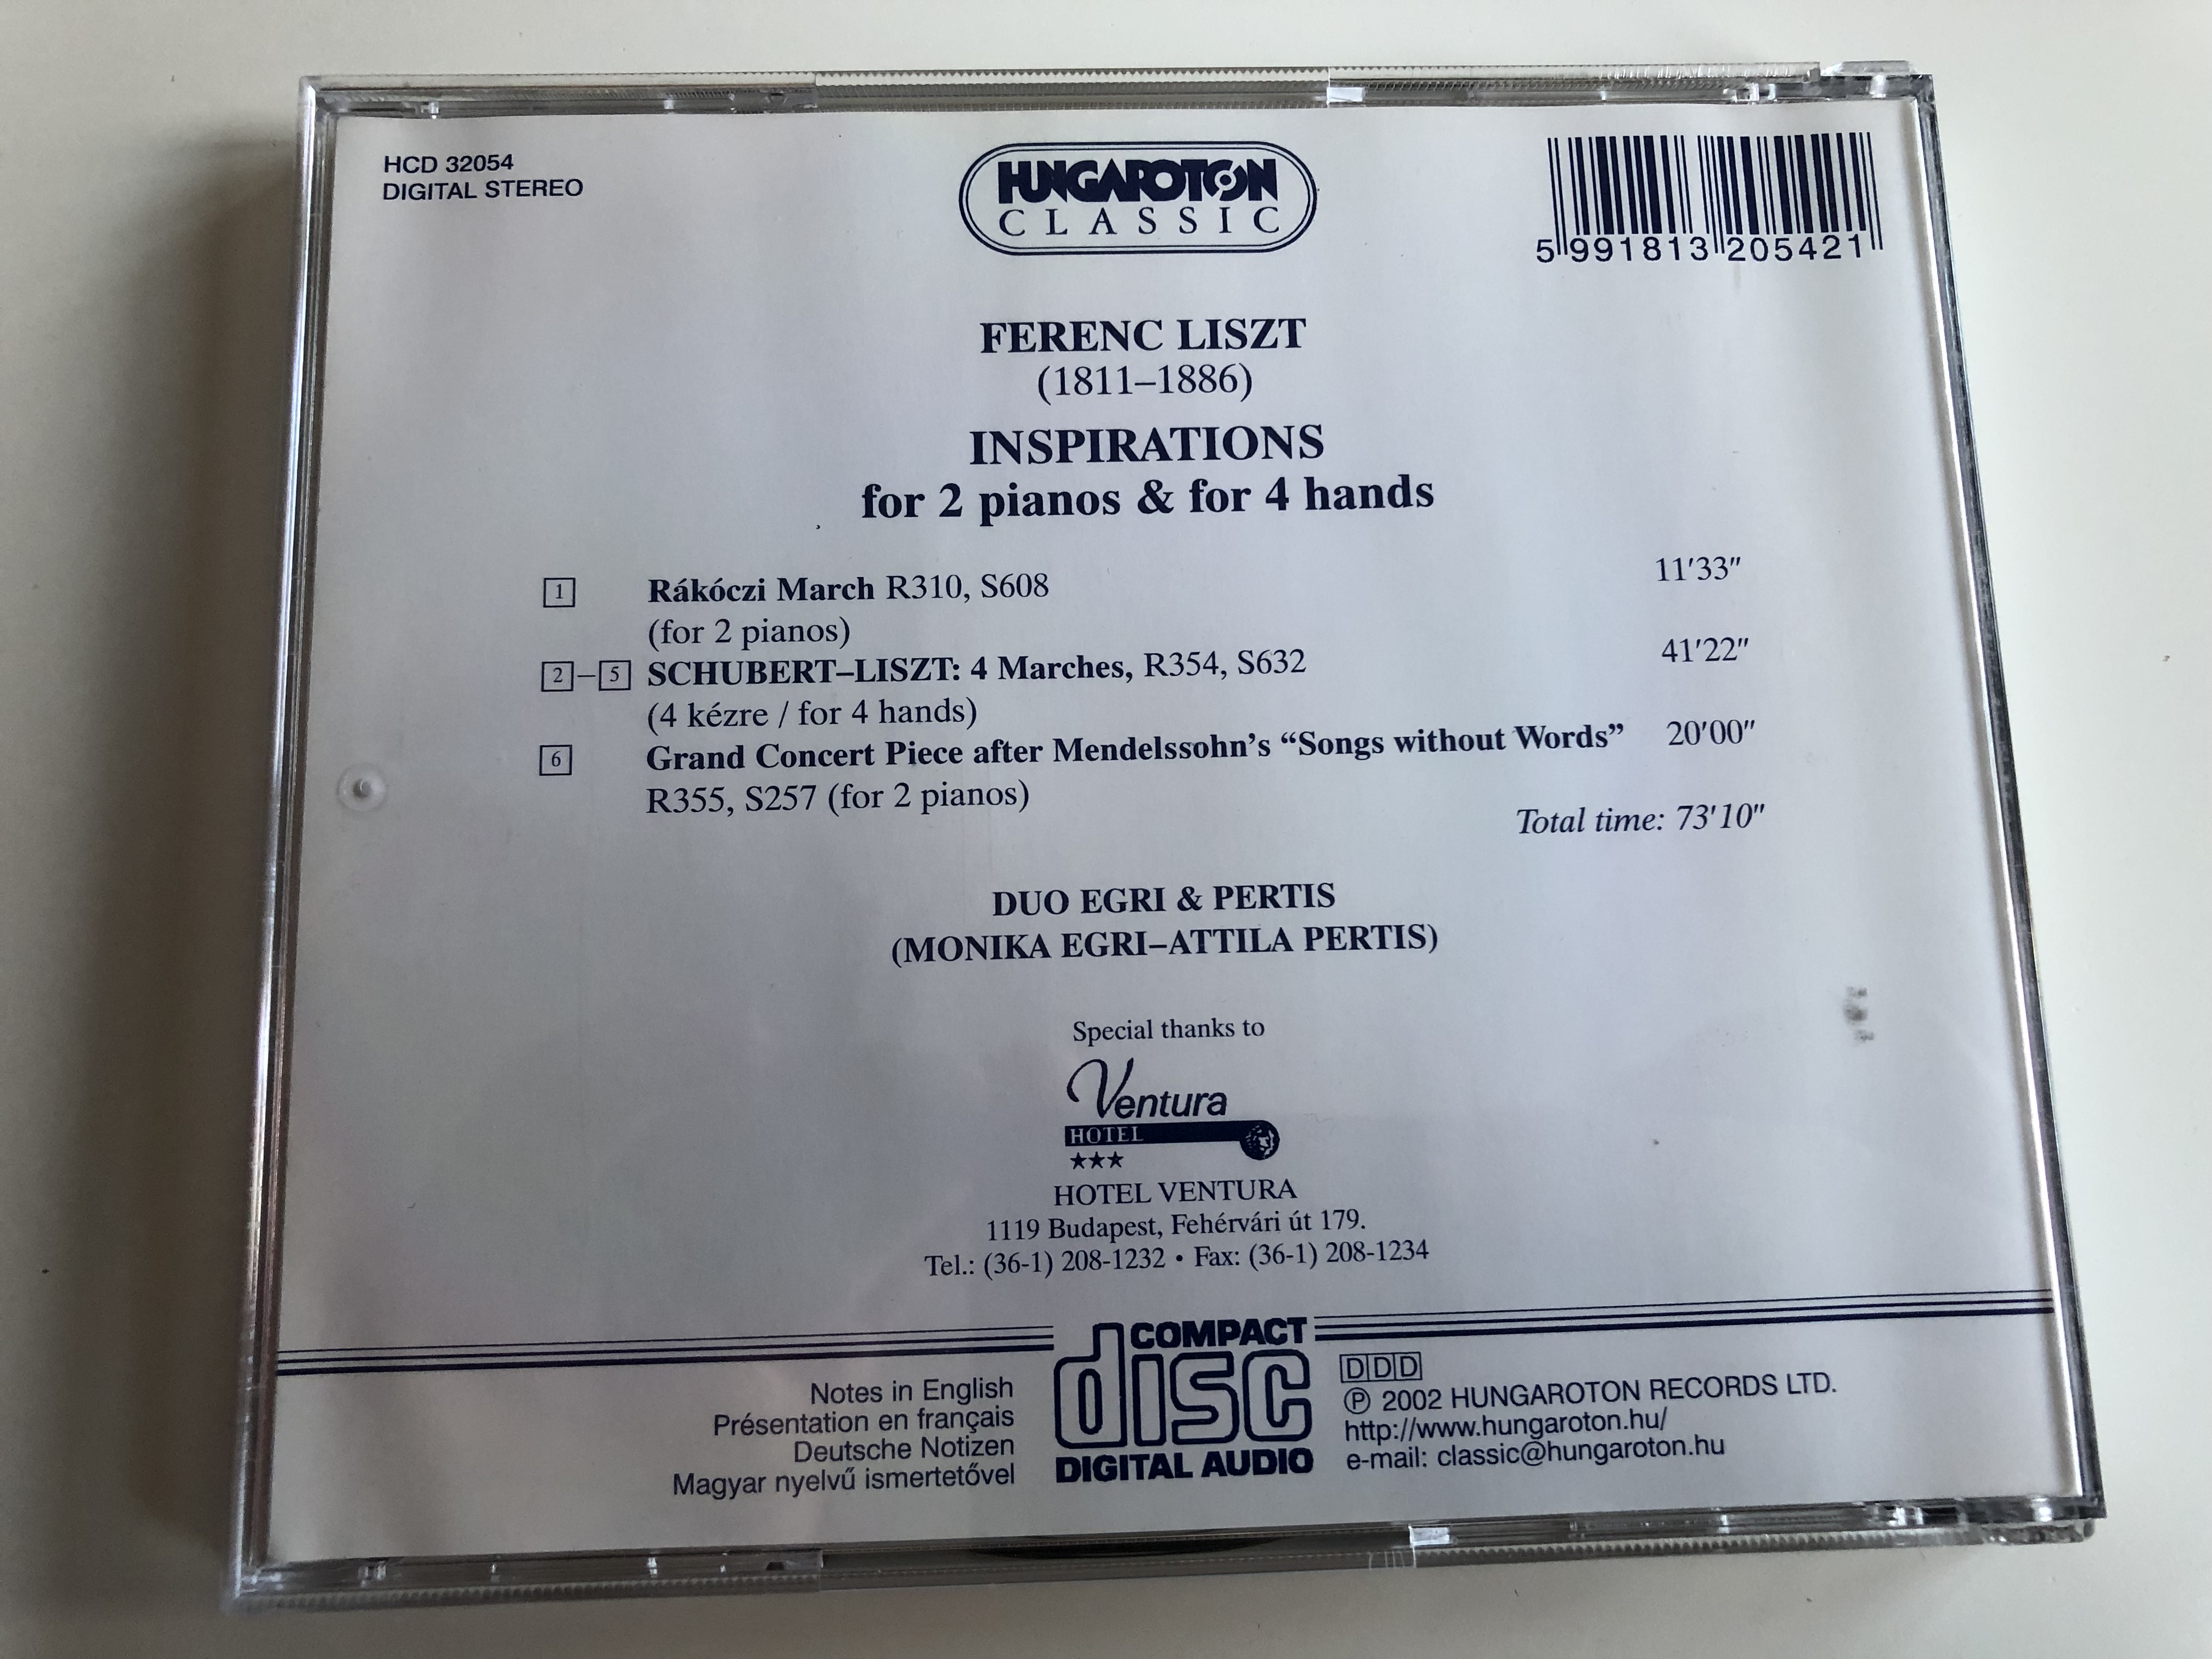 HCD 32054
DIGITAL STEREO
HUNGAROTON
CLASSIC
5 991813 205421
FERENC LISZT
(1811–1886)
INSPIRATIONS
for 2 pianos & for 4 hands
1 Rákóczi March R310, S608 11'33"
(for 2 pianos)
2–5 SCHUBERT–LISZT: 4 Marches, R354, S632 41'22"
(4 kézre / for 4 hands)
6 Grand Concert Piece after Mendelssohn's “Songs without Words” 20'00"
R355, S257 (for 2 pianos)
Total time: 73'10"
DUO EGRI & PERTIS
(MONIKA EGRI–ATTILA PERTIS)
Special thanks to
Ventura
HOTEL
★★★
HOTEL VENTURA
1119 Budapest, Fehérvári út 179.
Tel.: (36-1) 208-1232 • Fax: (36-1) 208-1234
Notes in English
Présentation en français
Deutsche Notizen
Magyar nyelvű ismertetővel
COMPACT
disc
DIGITAL AUDIO
DDD
℗ 2002 HUNGAROTON RECORDS LTD.
http://www.hungaroton.hu/
e-mail: classic@hungaroton.hu